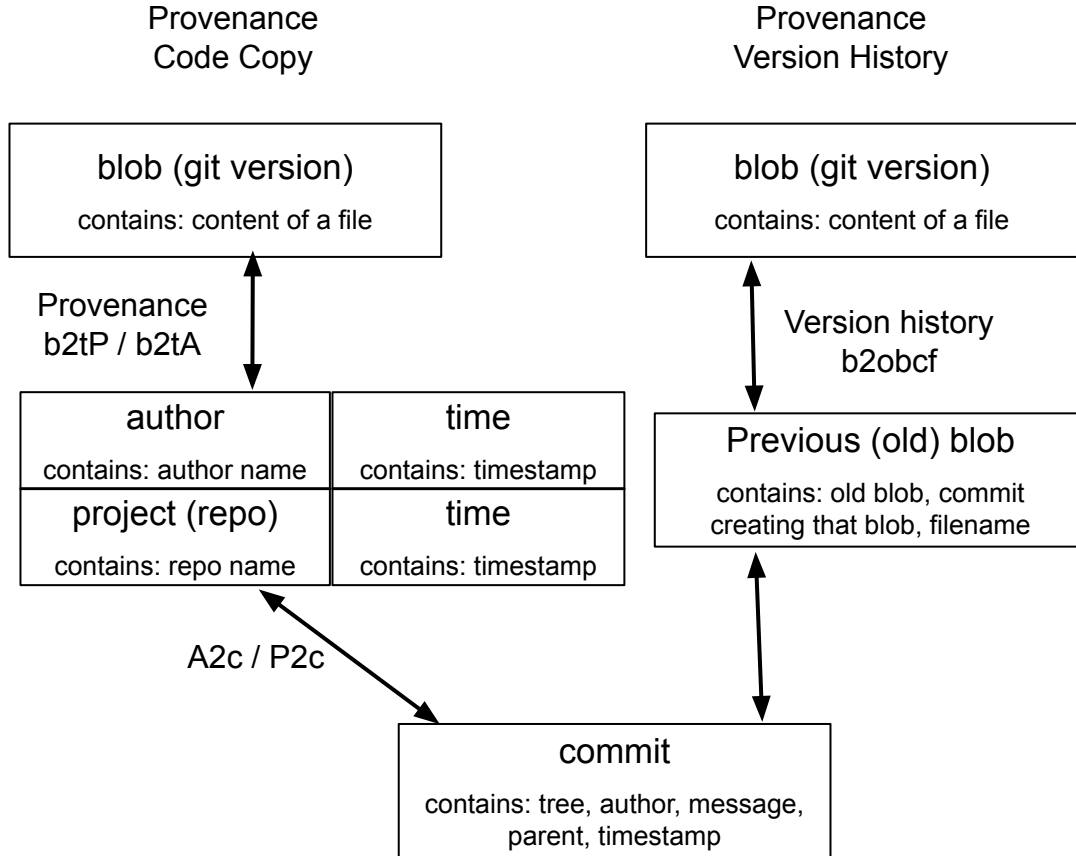 Provenance
Code Copy
Provenance
Version History
blob (git version)
contains: content of a file
blob (git version)
contains: content of a file
Provenance
b2tP / b2tA
Version history
b2obcf
author
contains: author name
time
contains: timestamp
project (repo)
contains: repo name
time
contains: timestamp
Previous (old) blob
contains: old blob, commit
creating that blob, filename
A2c / P2c
commit
contains: tree, author, message,
parent, timestamp